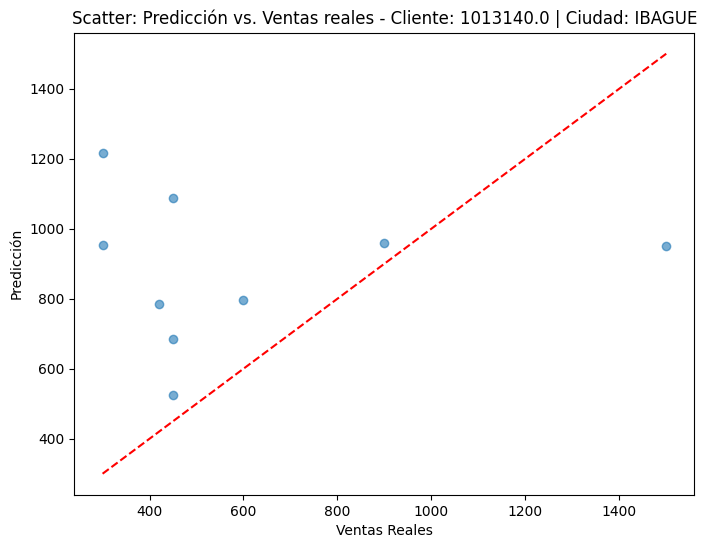 Scatter: Predicción vs. Ventas reales - Cliente: 1013140.0 | Ciudad: IBAGUE
1400
1200
1000
800
600
400
Predicción
400 600 800 1000 1200 1400
Ventas Reales